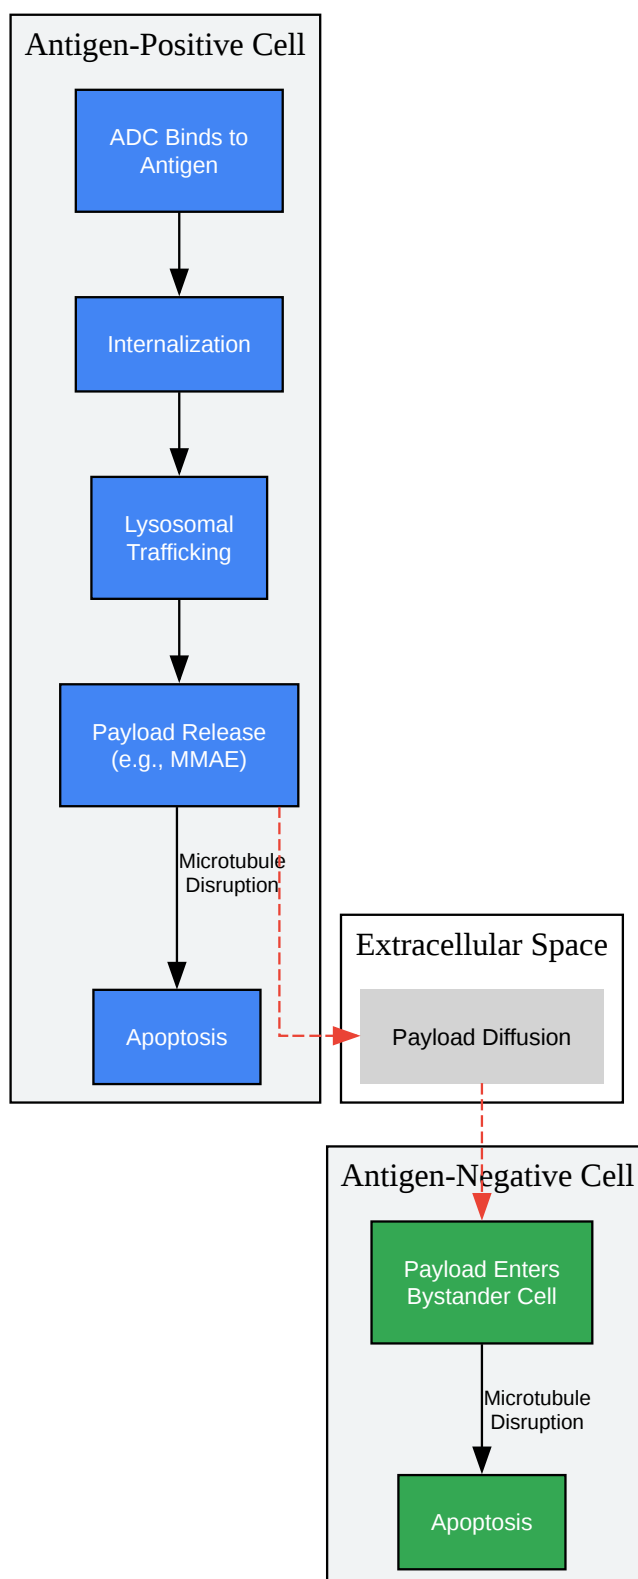 Antigen-Positive Cell
ADC Binds to
Antigen
Internalization
Lysosomal
Trafficking
Payload Release
(e.g., MMAE)
Microtubule
Disruption
Apoptosis
Extracellular Space
Payload Diffusion
Antigen-Negative Cell
Payload Enters
Bystander Cell
Microtubule
Disruption
Apoptosis